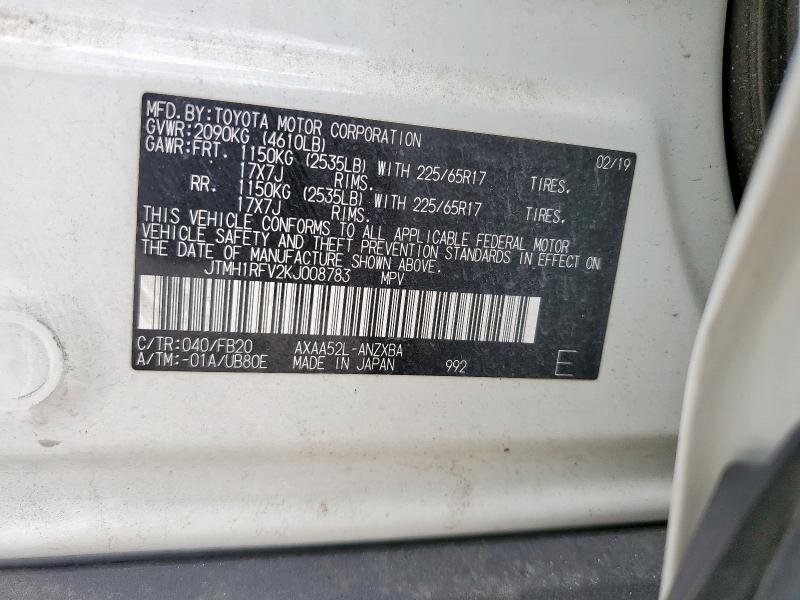 MFD.BY:TOYOTA MOTOR CORPORATION 02/19
GVWR:2090KG (4610LB)
GAWR:FRT. 1150KG (2535LB) WITH 225/65R17 TIRES,
17X7J RIMS.
RR. 1150KG (2535LB) WITH 225/65R17 TIRES,
17X7J RIMS.
THIS VEHICLE CONFORMS TO ALL APPLICABLE FEDERAL MOTOR
VEHICLE SAFETY AND THEFT PREVENTION STANDARDS IN EFFECT ON
THE DATE OF MANUFACTURE SHOWN ABOVE.
JTMH1RFV2KJ008783 MPV
C/TR:040/FB20 AXAA52L-ANZXBA
A/TM:-01A/UB80E MADE IN JAPAN 992 E